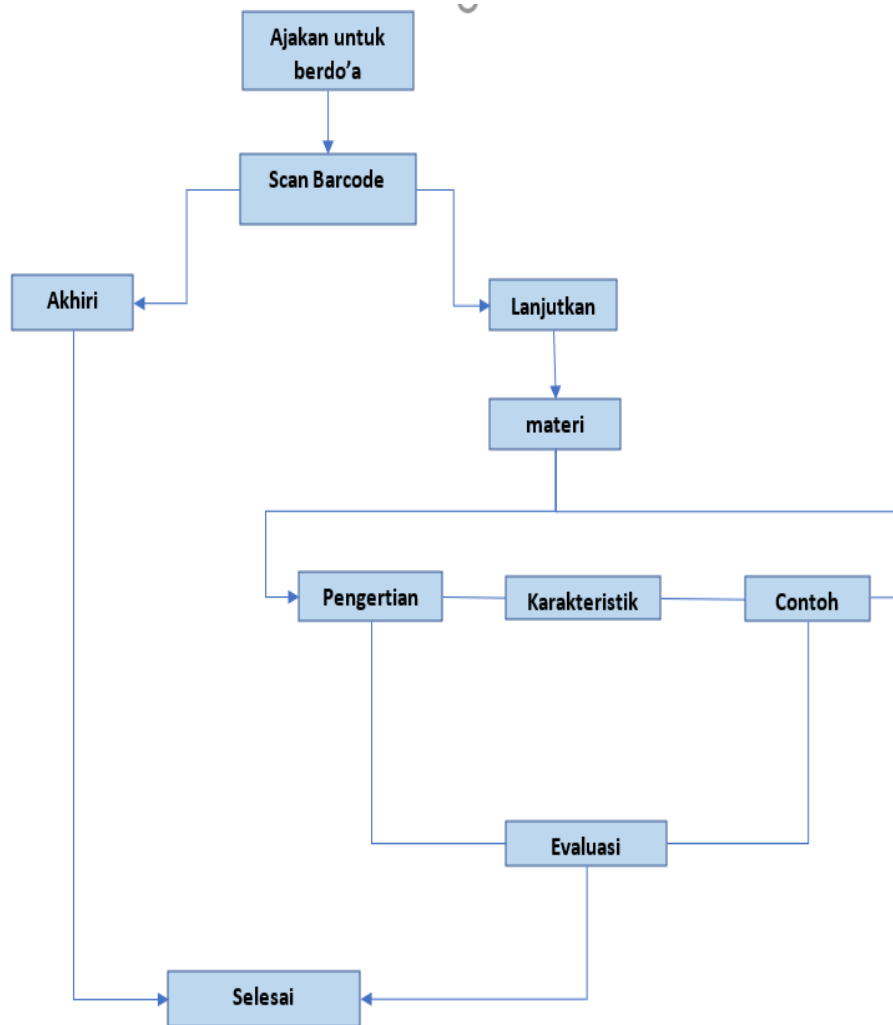 Ajakan untuk
berdo’a
Scan Barcode
Akhiri
Lanjutkan
materi
Pengertian
Karakteristik
Contoh
Evaluasi
Selesai